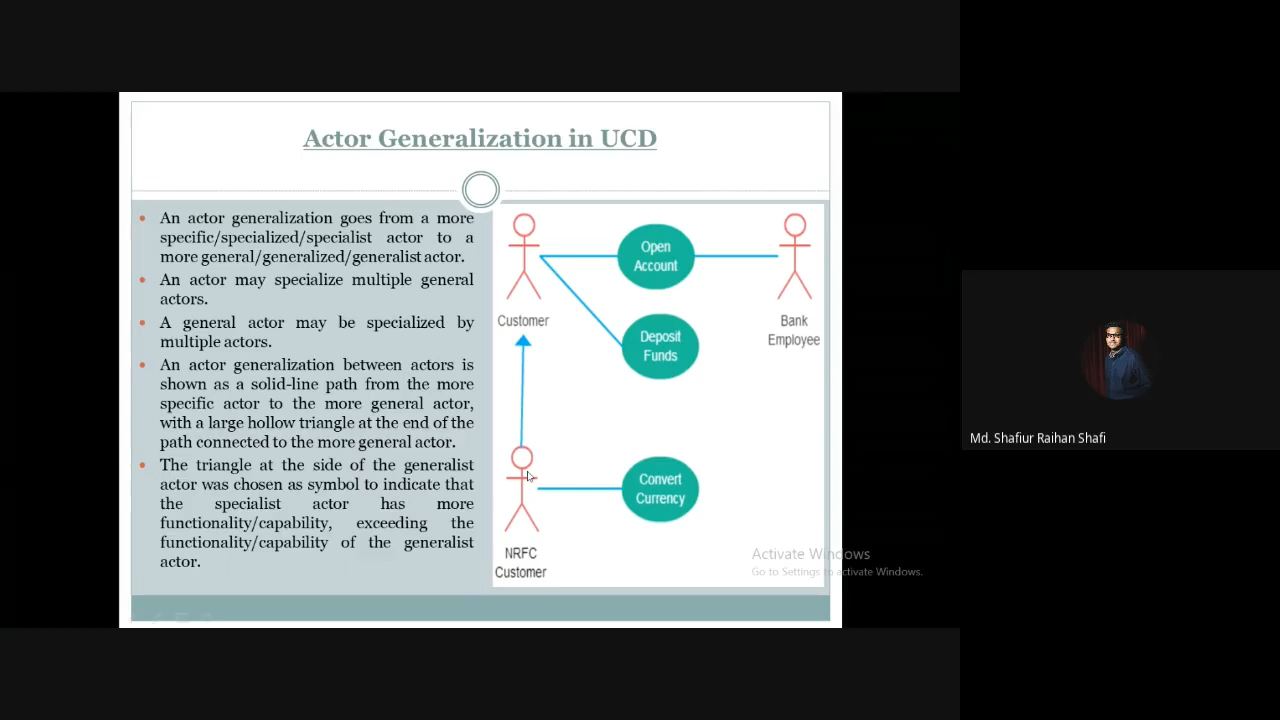 Actor Generalization in UCD
An actor generalization goes from a more
specific/specialized/specialist actor to a
more general/generalized/generalist actor.
An actor may specialize multiple general
actors.
A general actor may be specialized by
multiple actors.
An actor generalization between actors is
shown as a solid-line path from the more
specific actor to the more general actor,
with a large hollow triangle at the end of the
path connected to the more general actor.
The triangle at the side of the generalist
actor was chosen as symbol to indicate that
the specialist actor has more
functionality/capability, exceeding the
functionality/capability of the generalist
actor.
Open
Account
Customer
Bank
Employee
Deposit
Funds
Convert
Currency
NRFC
Customer
Activate Windows
Go to Settings to activate Windows.
Md. Shafiur Raihan Shafi